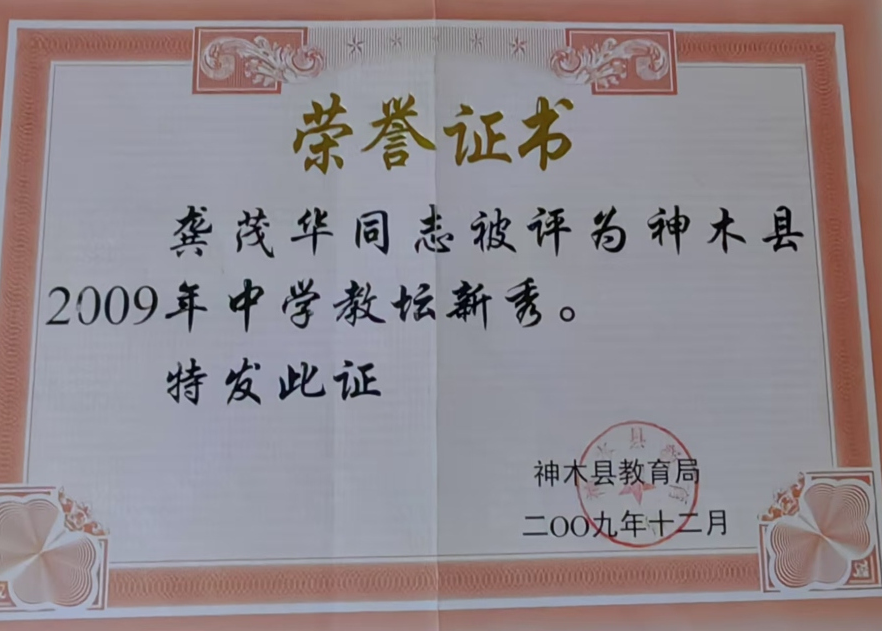 荣誉证书
龚茂华同志被评为神木县
2009年中学教坛新秀。
特发此证
神木县教育局
二OO九年十二月